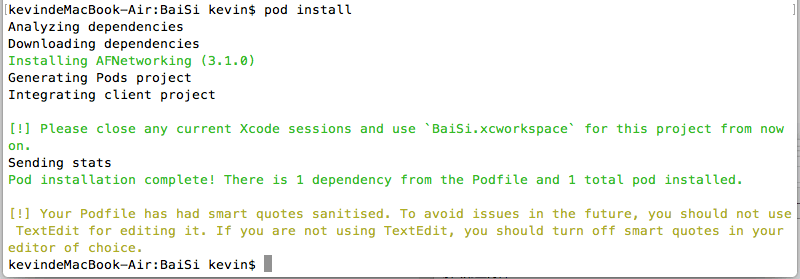 [kevindeMacBook-Air:BaiSi kevin$ pod install ]
Analyzing dependencies
Downloading dependencies
Installing AFNetworking (3.1.0)
Generating Pods project
Integrating client project
[!] Please close any current Xcode sessions and use `BaiSi.xcworkspace` for this project from now
on.
Sending stats
Pod installation complete! There is 1 dependency from the Podfile and 1 total pod installed.
[!] Your Podfile has had smart quotes sanitised. To avoid issues in the future, you should not use
TextEdit for editing it. If you are not using TextEdit, you should turn off smart quotes in your
editor of choice.
kevindeMacBook-Air:BaiSi kevin$